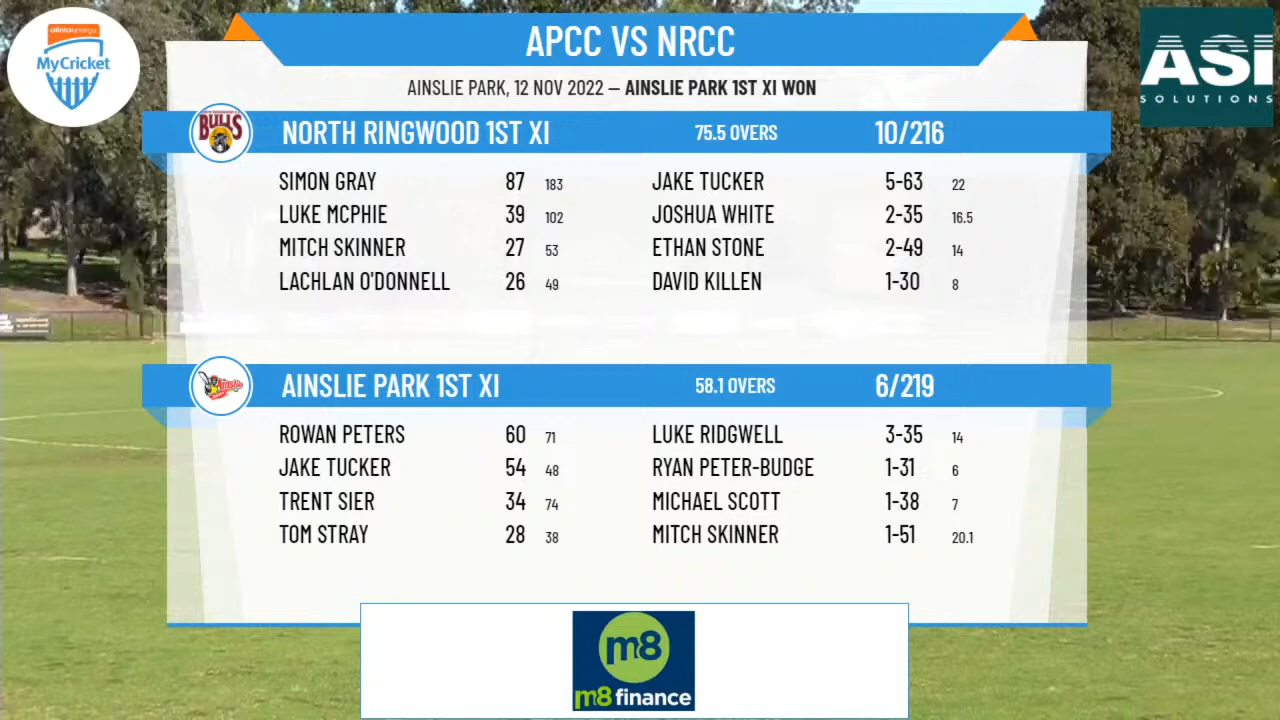 alintaenergy
MyCricket
APCC VS NRCC
ASI
SOLUTIONS
AINSLIE PARK, 12 NOV 2022 – AINSLIE PARK 1ST XI WON
BULLS
NORTH RINGWOOD 1ST XI 75.5 OVERS 10/216
SIMON GRAY 87 183 JAKE TUCKER 5-63 22
LUKE MCPHIE 39 102 JOSHUA WHITE 2-35 16.5
MITCH SKINNER 27 53 ETHAN STONE 2-49 14
LACHLAN O'DONNELL 26 49 DAVID KILLEN 1-30 8
AINSLIE PARK 1ST XI 58.1 OVERS 6/219
ROWAN PETERS 60 71 LUKE RIDGWELL 3-35 14
JAKE TUCKER 54 48 RYAN PETER-BUDGE 1-31 6
TRENT SIER 34 74 MICHAEL SCOTT 1-38 7
TOM STRAY 28 38 MITCH SKINNER 1-51 20.1
m8
m8 finance